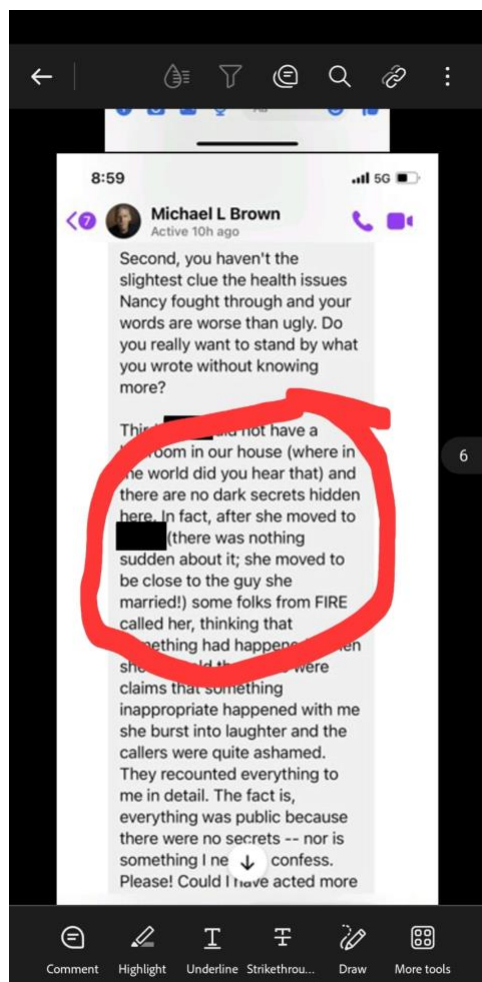 8:59
5G
7
Michael L Brown
Active 10h ago
Second, you haven't the
slightest clue the health issues
Nancy fought through and your
words are worse than ugly. Do
you really want to stand by what
you wrote without knowing
more?
not have a
in our house (where in
world did you hear that) and
there are no dark secrets hidden
here. In fact, after she moved to
(there was nothing
sudden about it; she moved to
be close to the guy she
married!) some folks from FIRE
called her, thinking that
had
were
claims that something
inappropriate happened with me
she burst into laughter and the
callers were quite ashamed.
They recounted everything to
me in detail. The fact is,
everything was public because
there were no secrets -- nor is
something I confess.
Please! Could I have acted more
6
Comment
Highlight
Underline
Strikethrou...
Draw
More tools